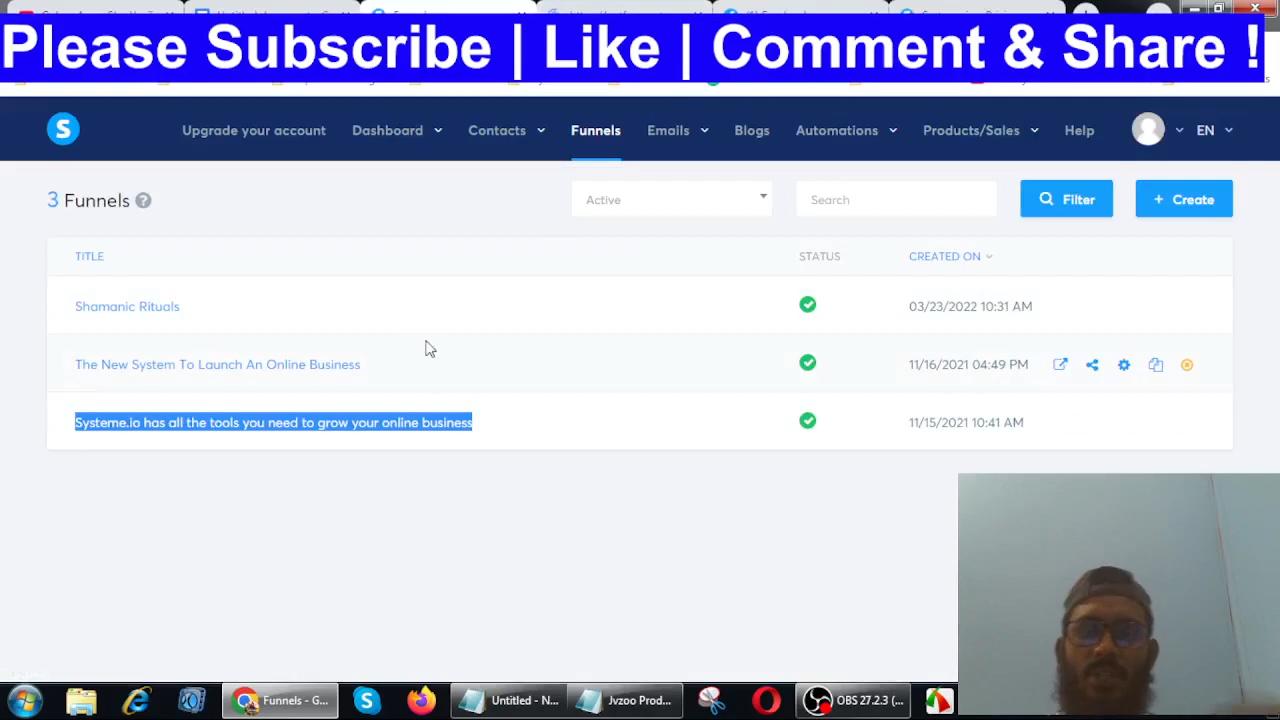 Please Subscribe | Like | Comment & Share !
S
Upgrade your account Dashboard Contacts Funnels Emails Blogs Automations Products/Sales Help EN
3 Funnels ?
Active Search Filter + Create
TITLE STATUS CREATED ON
Shamanic Rituals 03/23/2022 10:31 AM
The New System To Launch An Online Business 11/16/2021 04:49 PM
Systeme.io has all the tools you need to grow your online business 11/15/2021 10:41 AM
Funnels - G... Untitled - N... Jvzoo Prod... OBS 27.2.3 (...